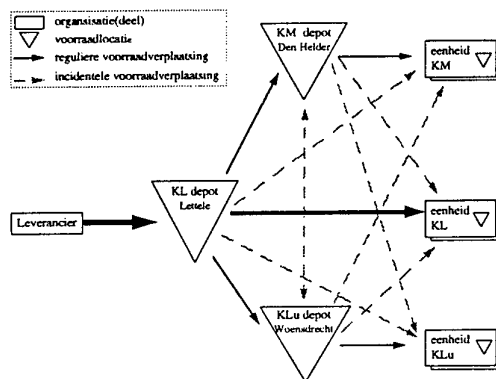 organsisatie(deel)
voorraadlocatie
reguliere voorraadverplaatsing
incidentele voorraadverplaatsing
KM depot
Den Helder
eenheid
KM
KL depot
Lettele
Leverancier
eenheid
KL
KLu depot
Woensdrecht
eenheid
KLu